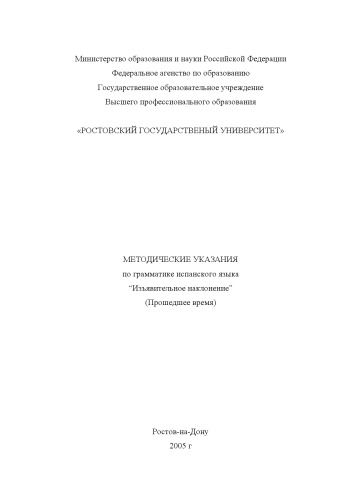 Министерство образования и науки Российской Федерации
Федеральное агенство по образованию
Государственное образовательное учреждение
Высшего профессионального образования
«РОСТОВСКИЙ ГОСУДАРСТВЕНЫЙ УНИВЕРСИТЕТ»
МЕТОДИЧЕСКИЕ УКАЗАНИЯ
по грамматике испанского языка
“Изъявительное наклонение”
(Прошедшее время)
Ростов-на-Дону
2005 г